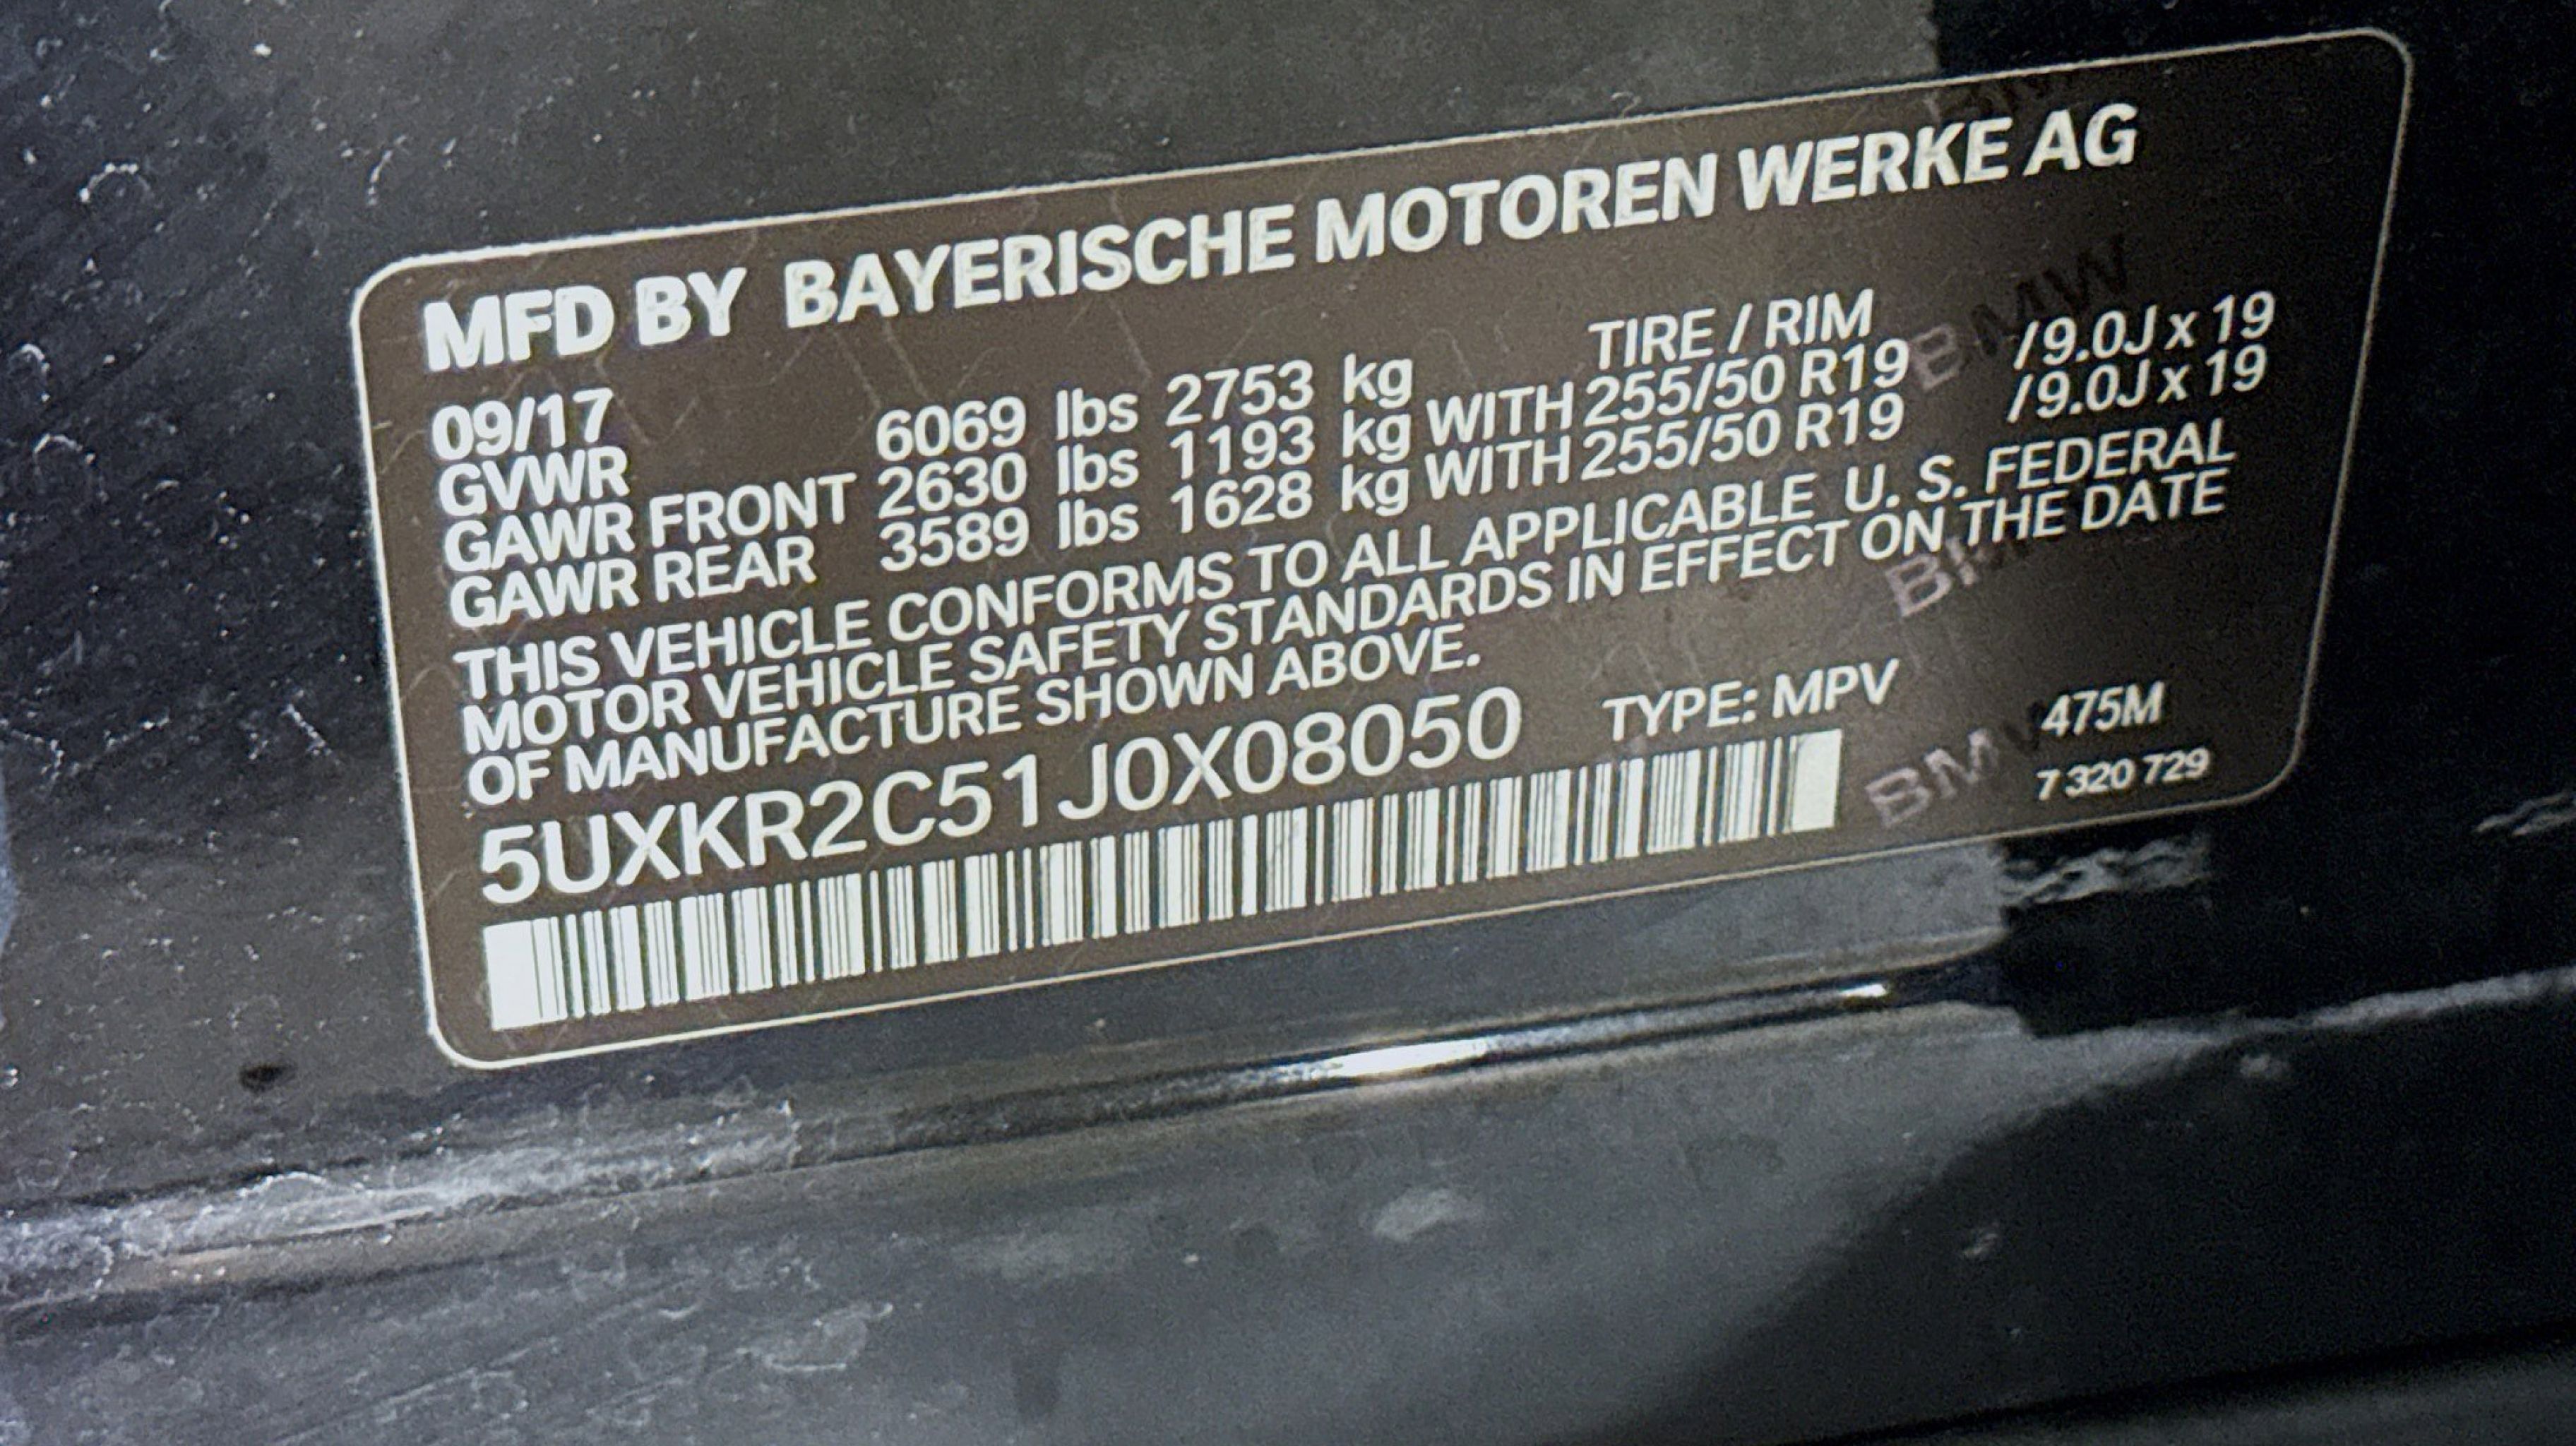 MFD BY BAYERISCHE MOTOREN WERKE AG
09/17 TIRE / RIM
GVWR 6069 lbs 2753 kg
GAWR FRONT 2630 lbs 1193 kg WITH 255/50 R19 /9.0J x 19
GAWR REAR 3589 lbs 1628 kg WITH 255/50 R19 /9.0J x 19
THIS VEHICLE CONFORMS TO ALL APPLICABLE U. S. FEDERAL
MOTOR VEHICLE SAFETY STANDARDS IN EFFECT ON THE DATE
OF MANUFACTURE SHOWN ABOVE.
5UXKR2C51J0X08050 TYPE: MPV 475M
7 320 729
BMW
BMW
BMW